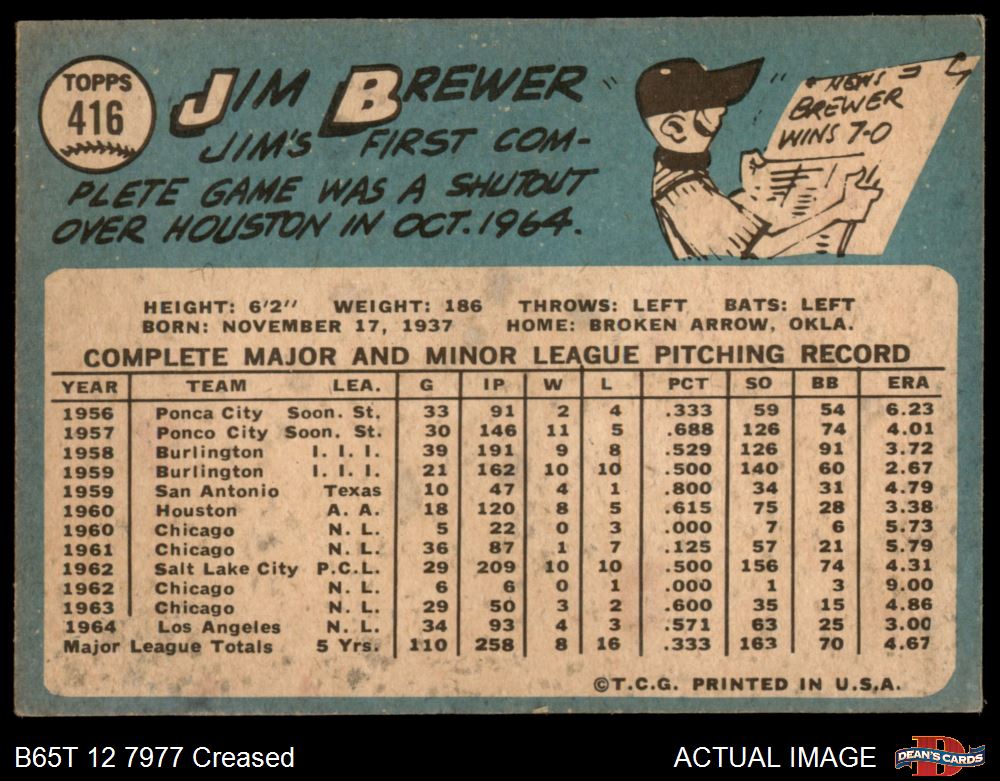 TOPPS
416
JIM BREWER
JIM'S FIRST COM-
PLETE GAME WAS A SHUTOUT
OVER HOUSTON IN OCT. 1964.
NEWS
BREWER
WINS 7-0
HEIGHT: 6'2" WEIGHT: 186 THROWS: LEFT BATS: LEFT
BORN: NOVEMBER 17, 1937 HOME: BROKEN ARROW, OKLA.
COMPLETE MAJOR AND MINOR LEAGUE PITCHING RECORD
YEAR TEAM LEA. G IP W L PCT SO BB ERA
1956 Ponca City Soon. St. 33 91 2 4 .333 59 54 6.23
1957 Ponco City Soon. St. 30 146 11 5 .688 126 74 4.01
1958 Burlington I. I. I. 39 191 9 8 .529 126 91 3.72
1959 Burlington I. I. I. 21 162 10 10 .500 140 60 2.67
1959 San Antonio Texas 10 47 4 1 .800 34 31 4.79
1960 Houston A. A. 18 120 8 5 .615 75 28 3.38
1960 Chicago N. L. 5 22 0 3 .000 7 6 5.73
1961 Chicago N. L. 36 87 1 7 .125 57 21 5.79
1962 Salt Lake City P.C.L. 29 209 10 10 .500 156 74 4.31
1962 Chicago N. L. 6 6 0 1 .000 1 3 9.00
1963 Chicago N. L. 29 50 3 2 .600 35 15 4.86
1964 Los Angeles N. L. 34 93 4 3 .571 63 25 3.00
Major League Totals 5 Yrs. 110 258 8 16 .333 163 70 4.67
©T.C.G. PRINTED IN U.S.A.
B65T 12 7977 Creased
ACTUAL IMAGE
DEAN'S CARDS